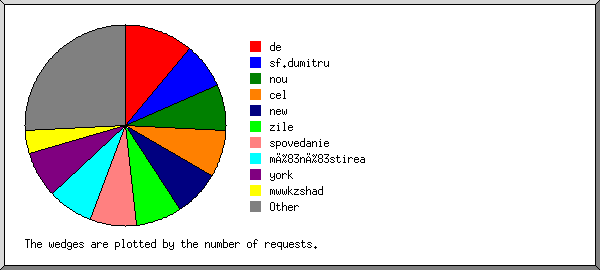 de
sf.dumitru
nou
cel
new
zile
spovedanie
mÄ%83nÄ%83stirea
york
mwwkzshad
Other
The wedges are plotted by the number of requests.